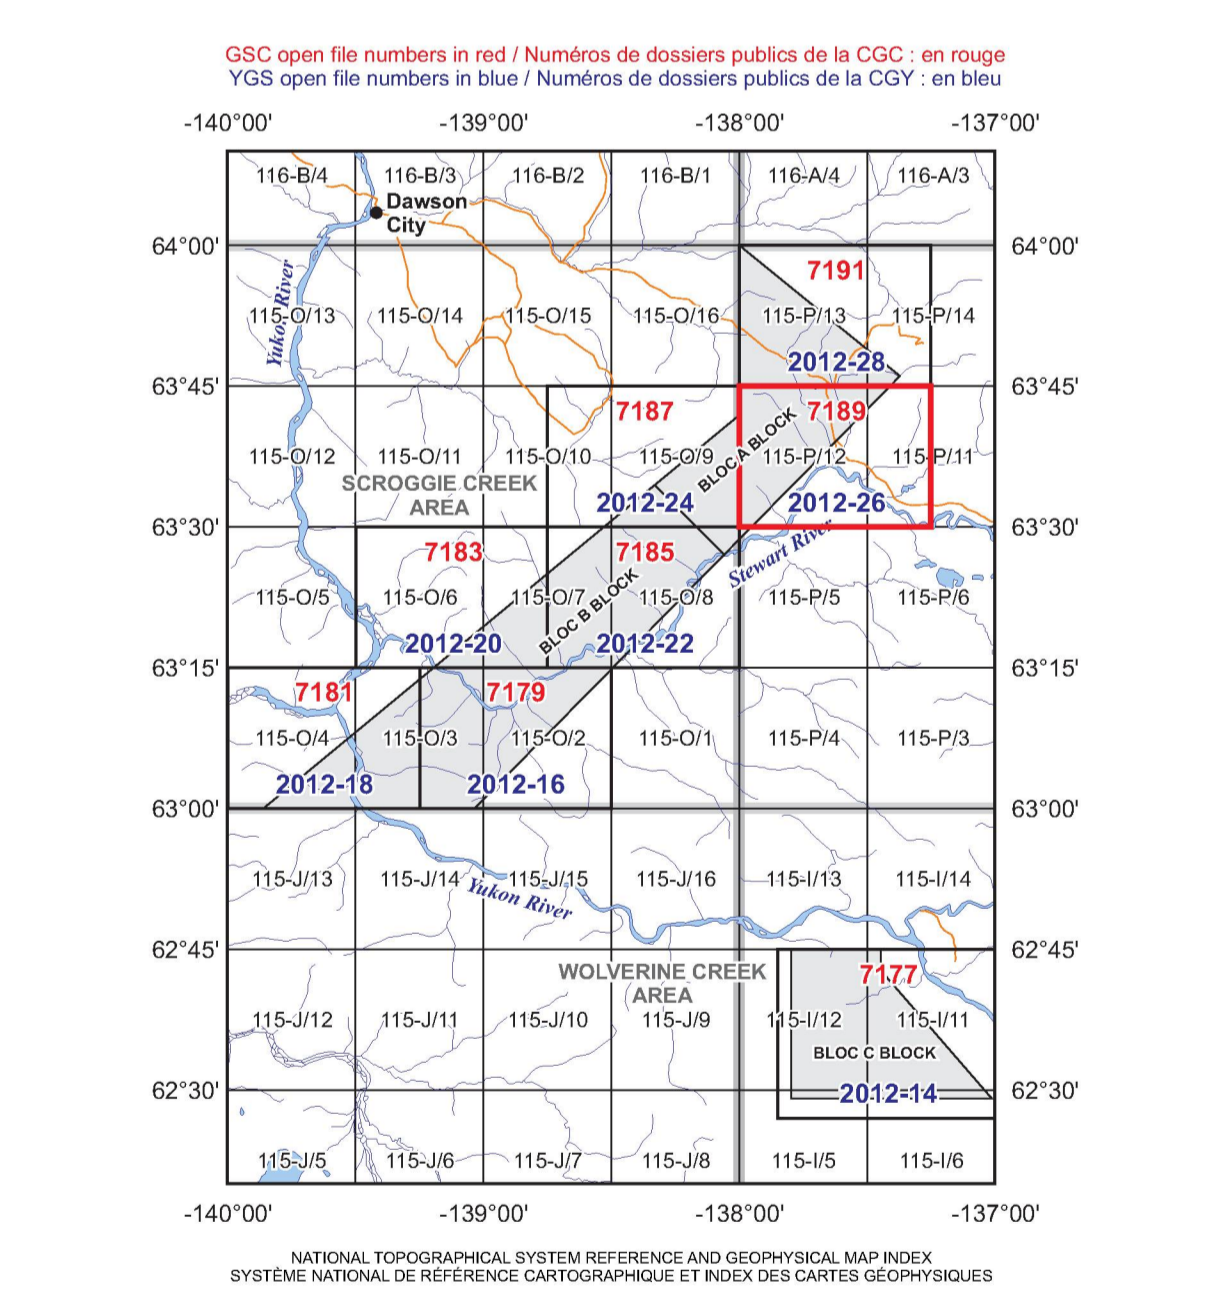 GSC open file numbers in red / Numéros de dossiers publics de la CGC : en rouge
YGS open file numbers in blue / Numéros de dossiers publics de la CGY : en bleu
-140°00' -139°00' -138°00' -137°00'
116-B/4 116-B/3 116-B/2 116-B/1 116-A/4 116-A/3
Dawson
City
64°00' 64°00'
7191
Yukon River
115-O/13 115-O/14 115-O/15 115-O/16 115-P/13 115-P/14
2012-28
63°45' 63°45'
7187 7189
BLOC A BLOCK
115-O/12 115-O/11 115-O/10 115-O/9 115-P/12 115-P/11
SCROGGIE CREEK
AREA
2012-24 2012-26
63°30' 63°30'
7183 7185
Stewart River
115-O/5 115-O/6 115-O/7 115-O/8 115-P/5 115-P/6
BLOC B BLOCK
2012-20 2012-22
63°15' 63°15'
7181 7179
115-O/4 115-O/3 115-O/2 115-O/1 115-P/4 115-P/3
2012-18 2012-16
63°00' 63°00'
115-J/13 115-J/14 115-J/15 115-J/16 115-I/13 115-I/14
Yukon River
62°45' 62°45'
WOLVERINE CREEK
AREA
7177
115-J/12 115-J/11 115-J/10 115-J/9 115-I/12 115-I/11
BLOC C BLOCK
62°30' 2012-14 62°30'
115-J/5 115-J/6 115-J/7 115-J/8 115-I/5 115-I/6
-140°00' -139°00' -138°00' -137°00'
NATIONAL TOPOGRAPHICAL SYSTEM REFERENCE AND GEOPHYSICAL MAP INDEX
SYSTÈME NATIONAL DE RÉFÉRENCE CARTOGRAPHIQUE ET INDEX DES CARTES GÉOPHYSIQUES